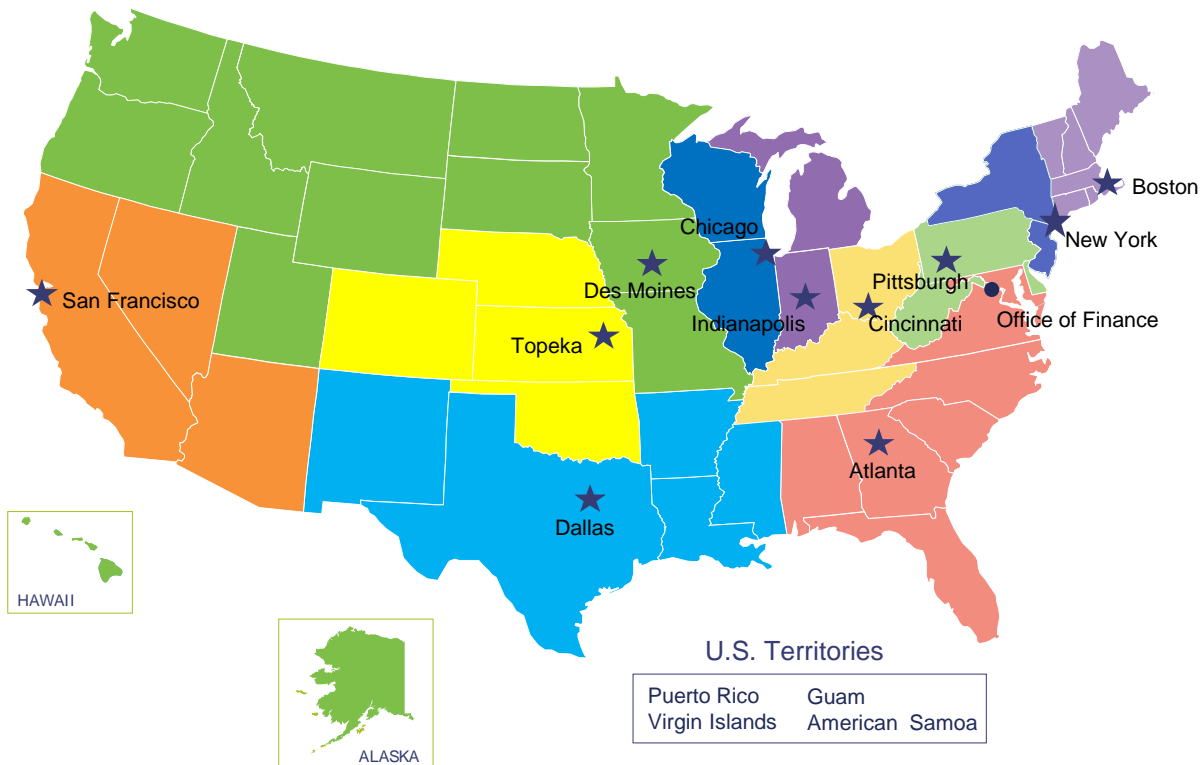 Boston
Chicago
New York
Pittsburgh
Des Moines
San Francisco
Indianapolis
Cincinnati
Office of Finance
Topeka
Atlanta
Dallas
HAWAII
U.S. Territories
Puerto Rico
Guam
Virgin Islands
American Samoa
ALASKA